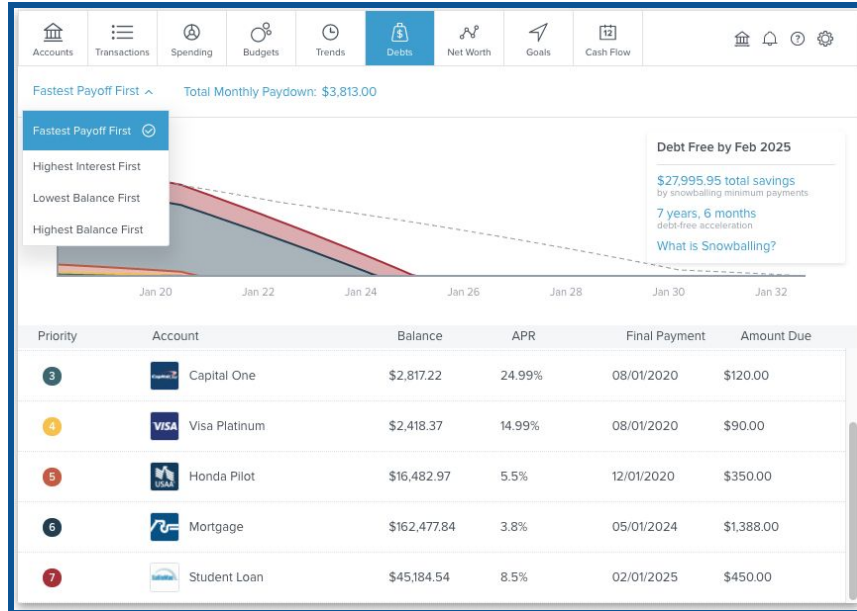 Accounts Transactions Spending Budgets Trends Debts Net Worth Goals Cash Flow
12
Fastest Payoff First Total Monthly Paydown: $3,813.00
Fastest Payoff First
Highest Interest First
Lowest Balance First
Highest Balance First
Debt Free by Feb 2025
$27,995.95 total savings
by snowballing minimum payments
7 years, 6 months
debt-free acceleration
What is Snowballing?
Jan 20 Jan 22 Jan 24 Jan 26 Jan 28 Jan 30 Jan 32
Priority Account Balance APR Final Payment Amount Due
3 Capital One $2,817.22 24.99% 08/01/2020 $120.00
4 VISA Visa Platinum $2,418.37 14.99% 08/01/2020 $90.00
5 USAA Honda Pilot $16,482.97 5.5% 12/01/2020 $350.00
6 Mortgage $162,477.84 3.8% 05/01/2024 $1,388.00
7 Student Loan $45,184.54 8.5% 02/01/2025 $450.00